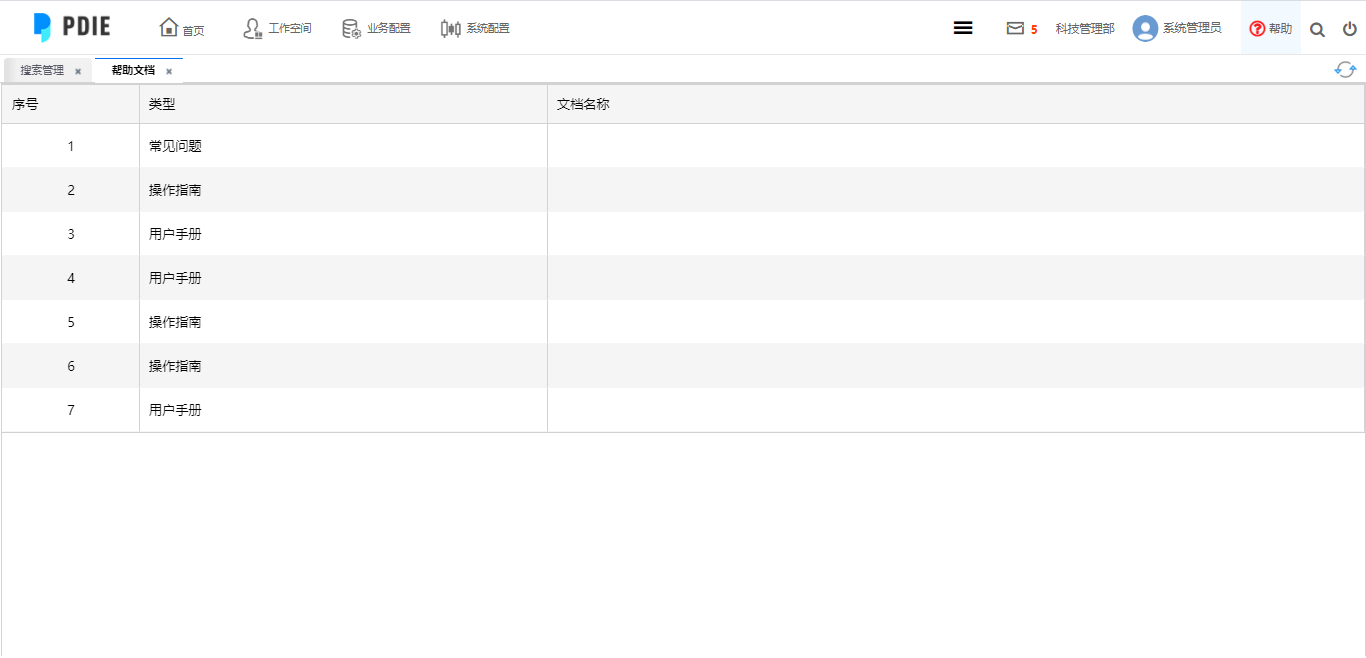 PDIE 首页 工作空间 业务配置 系统配置 5 科技管理部 系统管理员 帮助
搜索管理 帮助文档
序号 类型 文档名称
1 常见问题
2 操作指南
3 用户手册
4 用户手册
5 操作指南
6 操作指南
7 用户手册